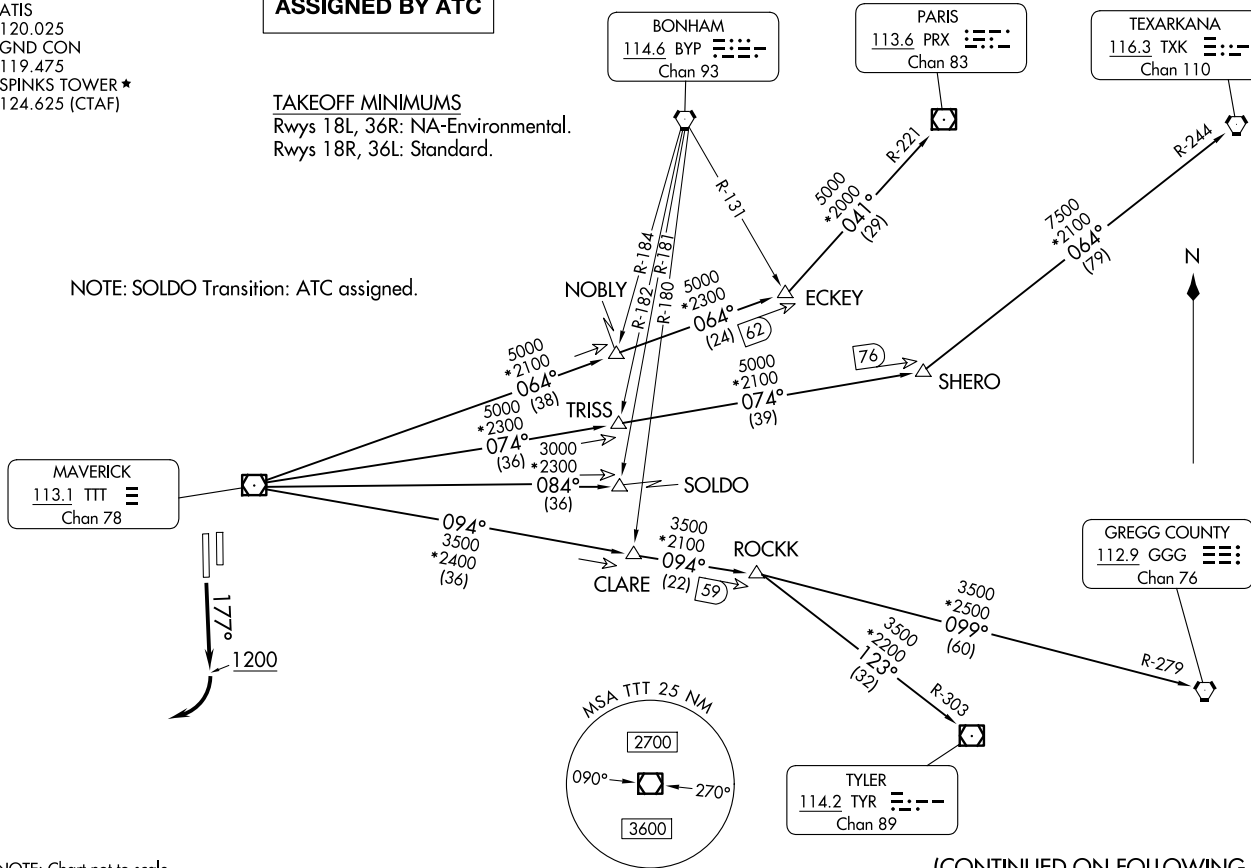 ATIS
120.025
GND CON
119.475
SPINKS TOWER ★
124.625 (CTAF)
ASSIGNED BY ATC
TAKEOFF MINIMUMS
Rwys 18L, 36R: NA-Environmental.
Rwys 18R, 36L: Standard.
NOTE: SOLDO Transition: ATC assigned.
BONHAM
114.6 BYP
Chan 93
PARIS
113.6 PRX
Chan 83
TEXARKANA
116.3 TXK
Chan 110
R-221
R-244
R-131
R-184
R-181
R-182
R-180
5000
*2000
041°
(29)
7500
*2100
064°
(79)
N
NOBLY
5000
*2300
064°
(24)
62
ECKEY
5000
*2100
064°
(38)
TRISS
5000
*2100
074°
(39)
76
SHERO
5000
*2300
074°
(36)
3000
*2300
084°
(36)
SOLDO
MAVERICK
113.1 TTT
Chan 78
094°
3500
*2400
(36)
CLARE
3500
*2100
094°
(22)
59
ROCKK
GREGG COUNTY
112.9 GGG
Chan 76
3500
*2500
099°
(60)
R-279
3500
*2200
123°
(32)
R-303
177°
1200
MSA TTT 25 NM
2700
090°
270°
3600
TYLER
114.2 TYR
Chan 89
NOTE: Chart not to scale
(CONTINUED ON FOLLOWING